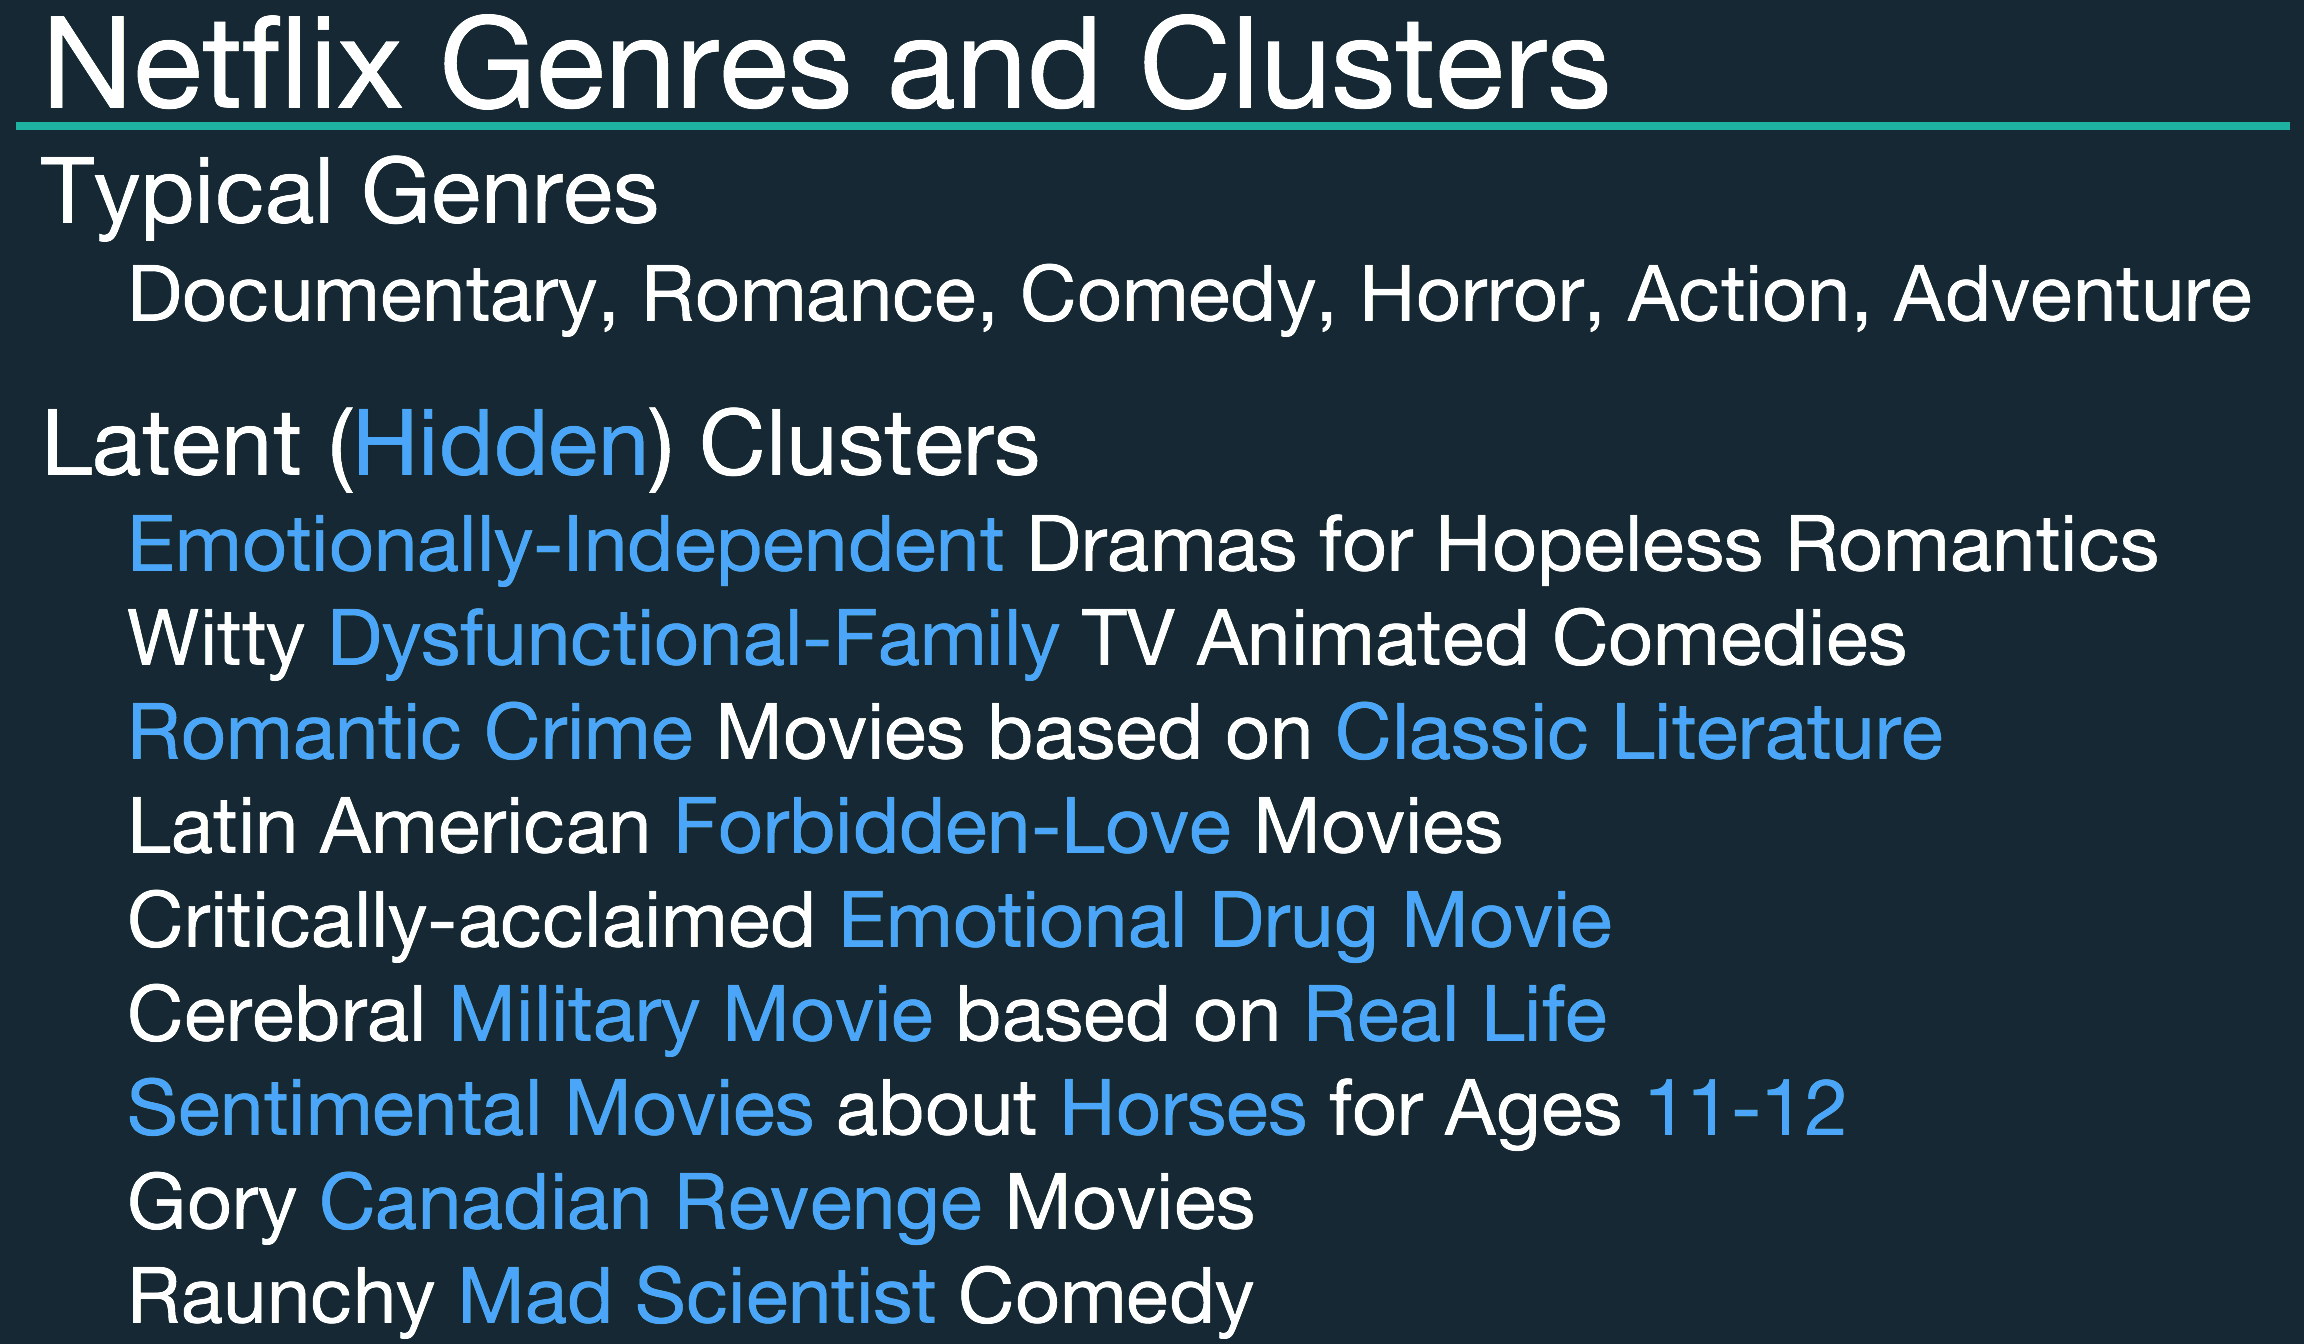 Netflix Genres and Clusters
Typical Genres
Documentary, Romance, Comedy, Horror, Action, Adventure
Latent (Hidden) Clusters
Emotionally-Independent Dramas for Hopeless Romantics
Witty Dysfunctional-Family TV Animated Comedies
Romantic Crime Movies based on Classic Literature
Latin American Forbidden-Love Movies
Critically-acclaimed Emotional Drug Movie
Cerebral Military Movie based on Real Life
Sentimental Movies about Horses for Ages 11-12
Gory Canadian Revenge Movies
Raunchy Mad Scientist Comedy